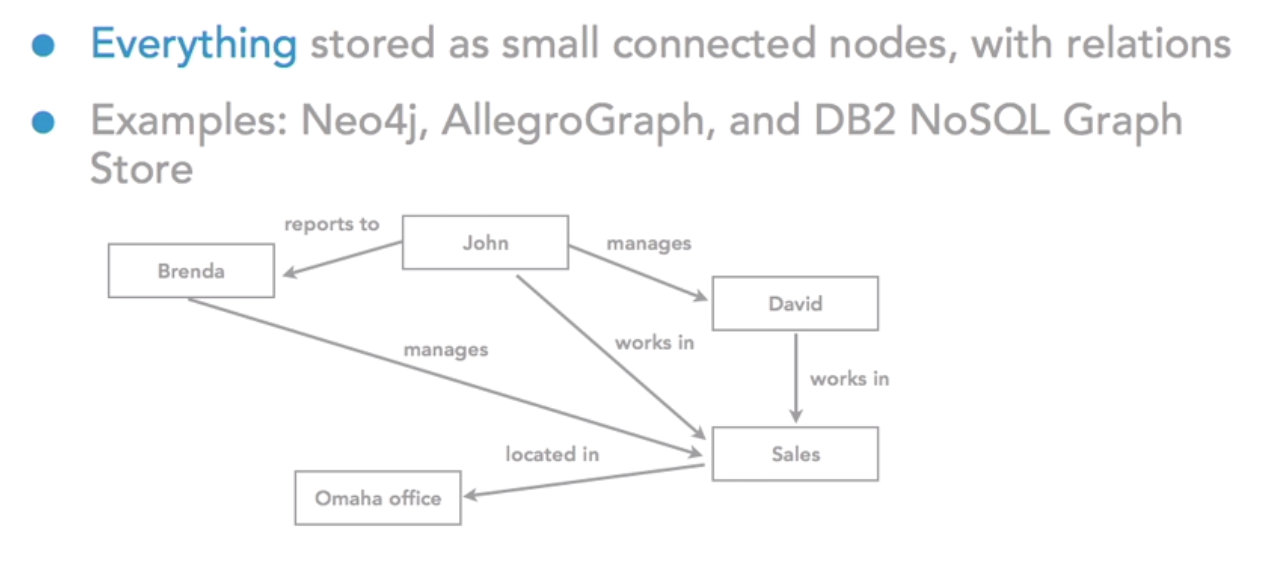 ● Everything stored as small connected nodes, with relations
● Examples: Neo4j, AllegroGraph, and DB2 NoSQL Graph
Store
reports to
John
manages
Brenda
David
works in
manages
works in
located in
Sales
Omaha office